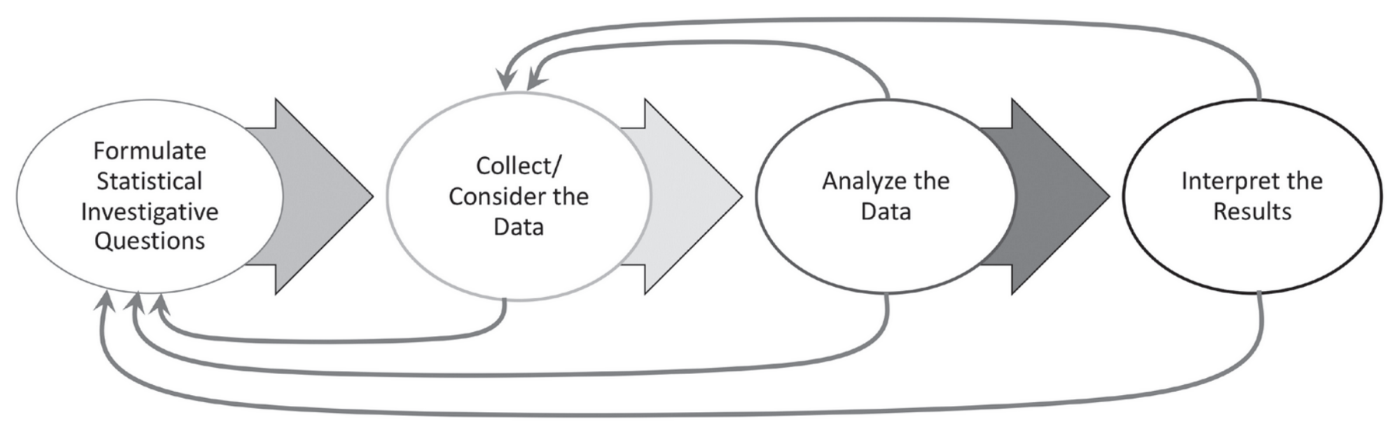 Formulate
Statistical
Investigative
Questions
Collect/
Consider the
Data
Analyze the
Data
Interpret the
Results